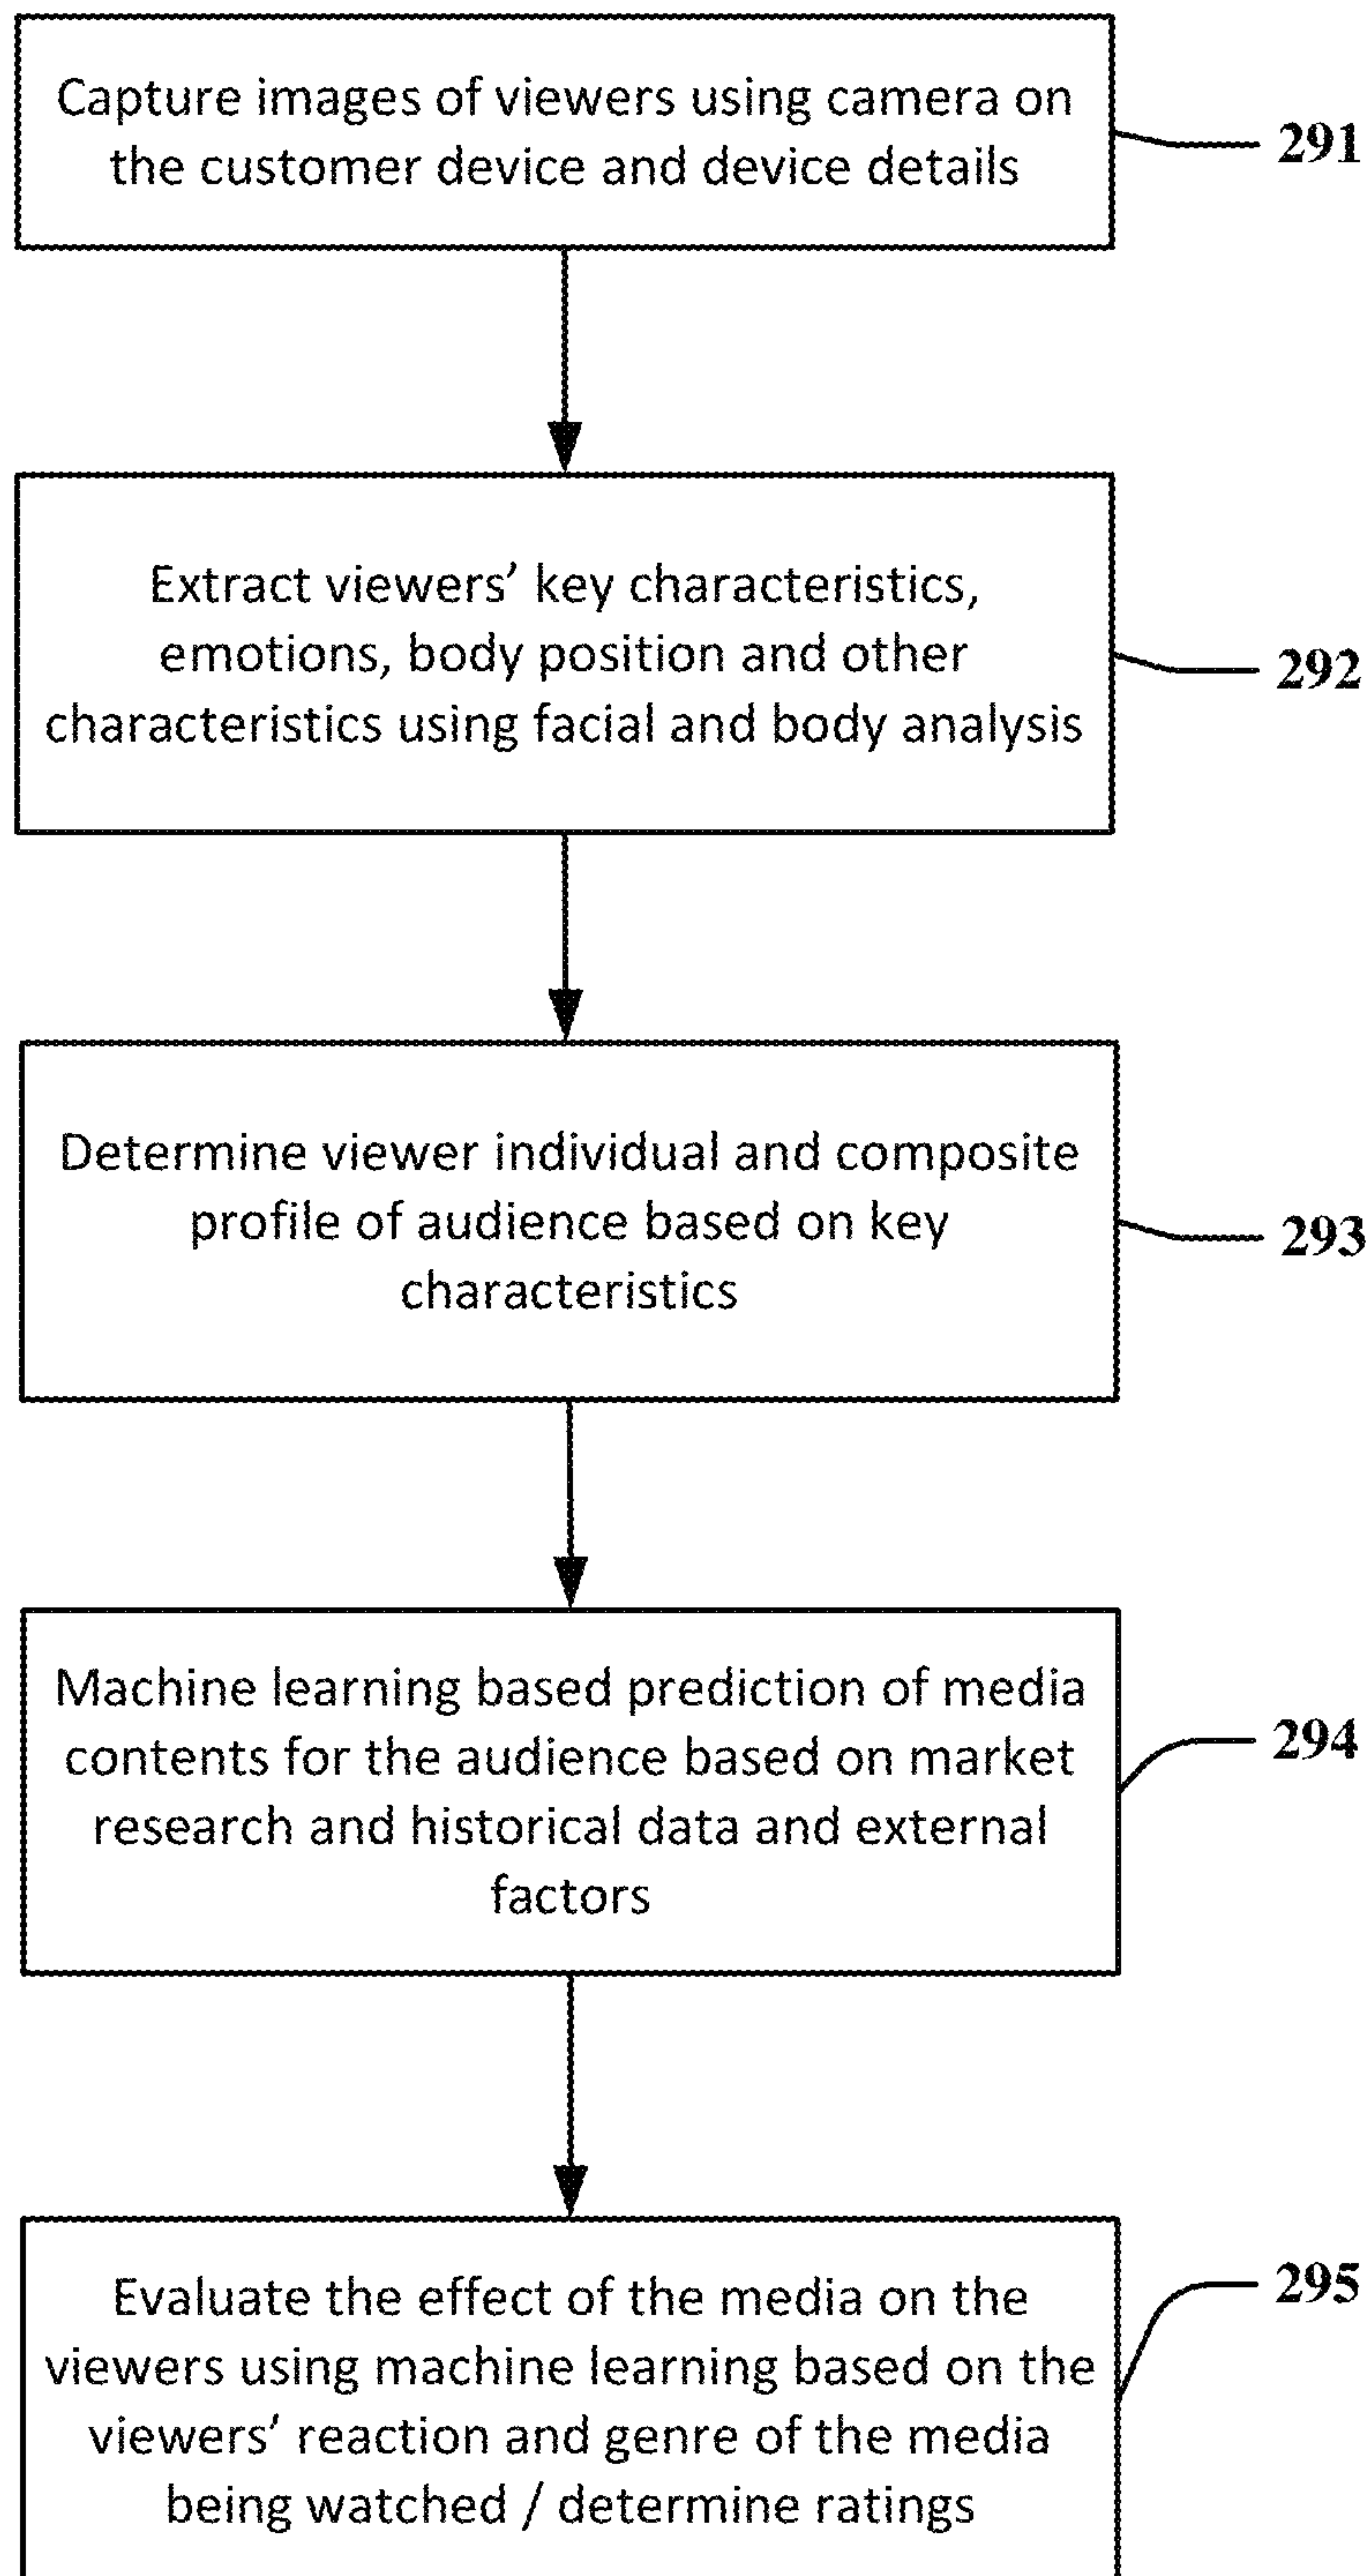 Capture images of viewers using camera on
the customer device and device details
291
Extract viewers’ key characteristics,
emotions, body position and other
characteristics using facial and body analysis
292
Determine viewer individual and composite
profile of audience based on key
characteristics
293
Machine learning based prediction of media
contents for the audience based on market
research and historical data and external
factors
294
Evaluate the effect of the media on the
viewers using machine learning based on the
viewers’ reaction and genre of the media
being watched / determine ratings
295